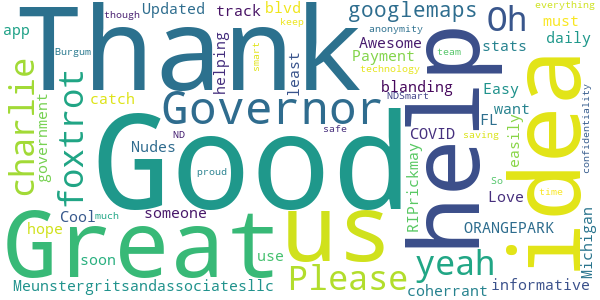 though
Updated
track
blvd
googlemaps
Oh
everything
app
Thank
keep
anonymity
must
Burgum
helping
smart
Awesome
stats
daily
charlie
government
foxtrot
least
Payment
team
technology
help
Easy
idea
catch
Governor
blanding
want
NDSmart
FL
Nudes
ND
safe
COVID
saving
easily
confidentiality
Good
proud
RIPrickmay
So
time
Love
Cool
much
someone
Great
us
ORANGEPARK
Michigan
hope
soon
use
Please
yeah
informative
Meunstergritsandassociatesllc
coherrant